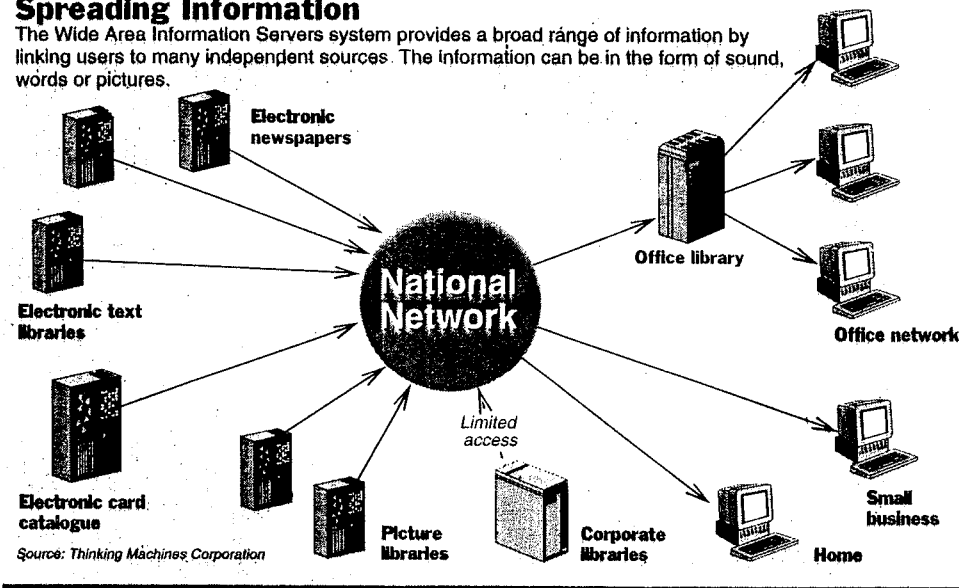 Spreading Information
The Wide Area Information Servers system provides a broad range of information by
linking users to many independent sources. The information can be in the form of sound,
words or pictures.
Electronic
newspapers
Electronic text
libraries
National
Network
Office library
Office network
Limited
access
Electronic card
catalogue
Picture
libraries
Corporate
libraries
Home
Small
business
Source: Thinking Machines Corporation